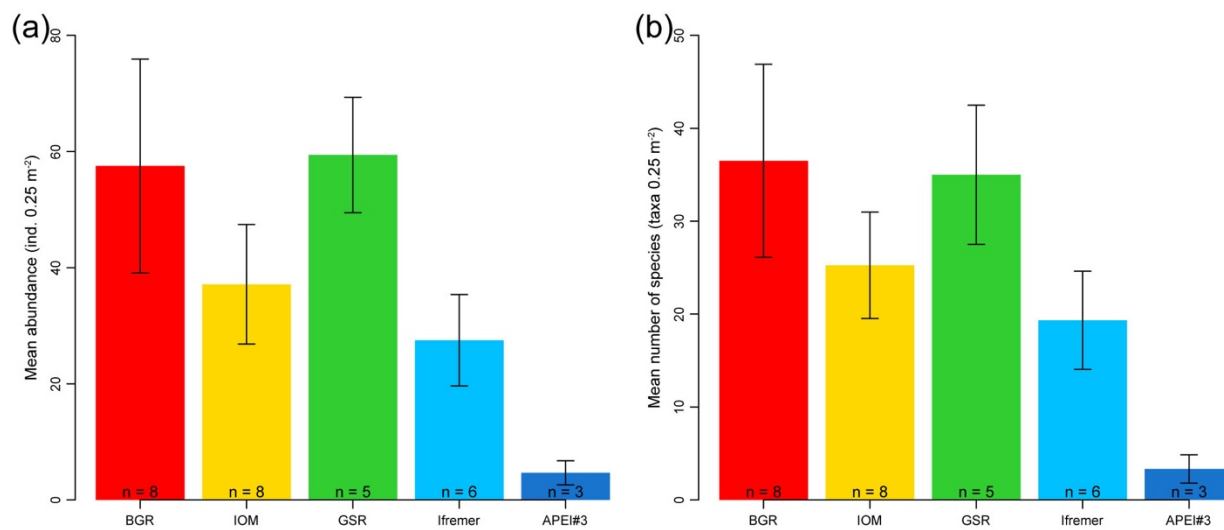 (a)
Mean abundance (ind. 0.25 m⁻²)
80
60
40
20
0
n = 8
n = 8
n = 5
n = 6
n = 3
BGR
IOM
GSR
Ifremer
APEI#3
(b)
Mean number of species (taxa 0.25 m⁻²)
50
40
30
20
10
0
n = 8
n = 8
n = 5
n = 6
n = 3
BGR
IOM
GSR
Ifremer
APEI#3